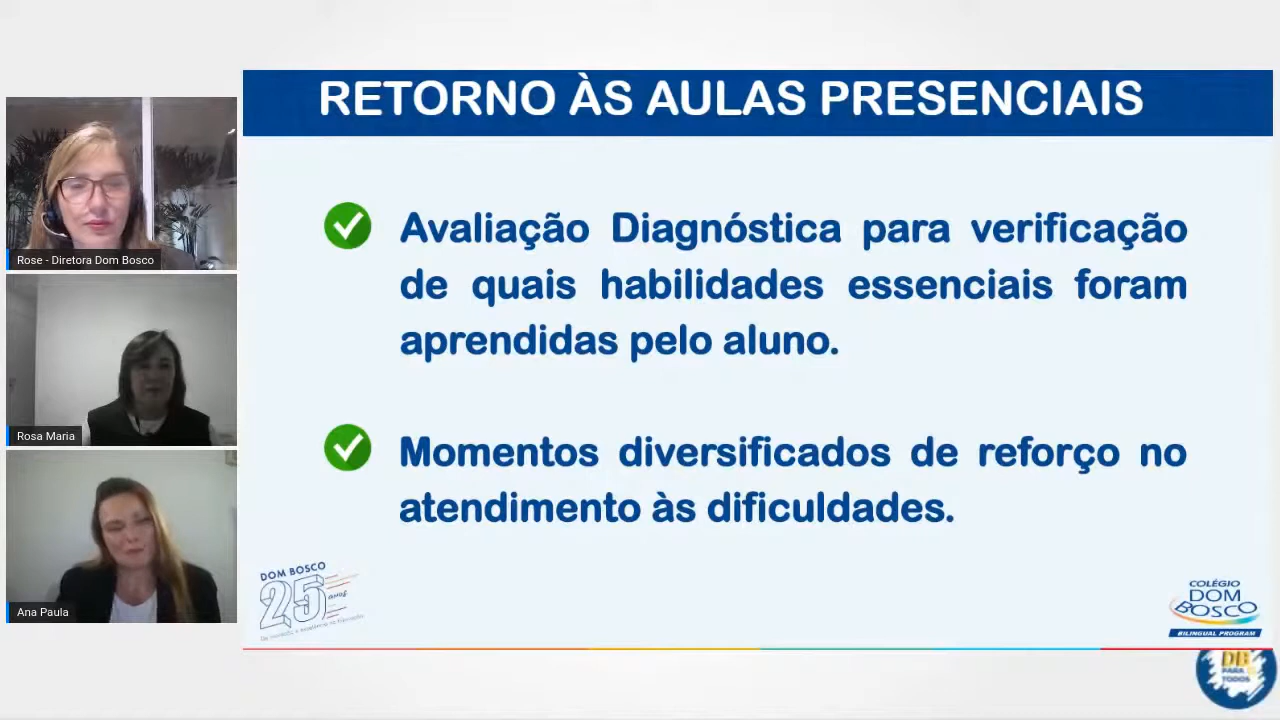 RETORNO ÀS AULAS PRESENCIAIS
Avaliação Diagnóstica para verificação
de quais habilidades essenciais foram
aprendidas pelo aluno.
Momentos diversificados de reforço no
atendimento às dificuldades.
Rose - Diretora Dom Bosco
Rosa Maria
Ana Paula
DOM BOSCO
25
anos
COLÉGIO
DOM
BOSCO
BILINGUAL PROGRAM
DB
PARA
TODOS